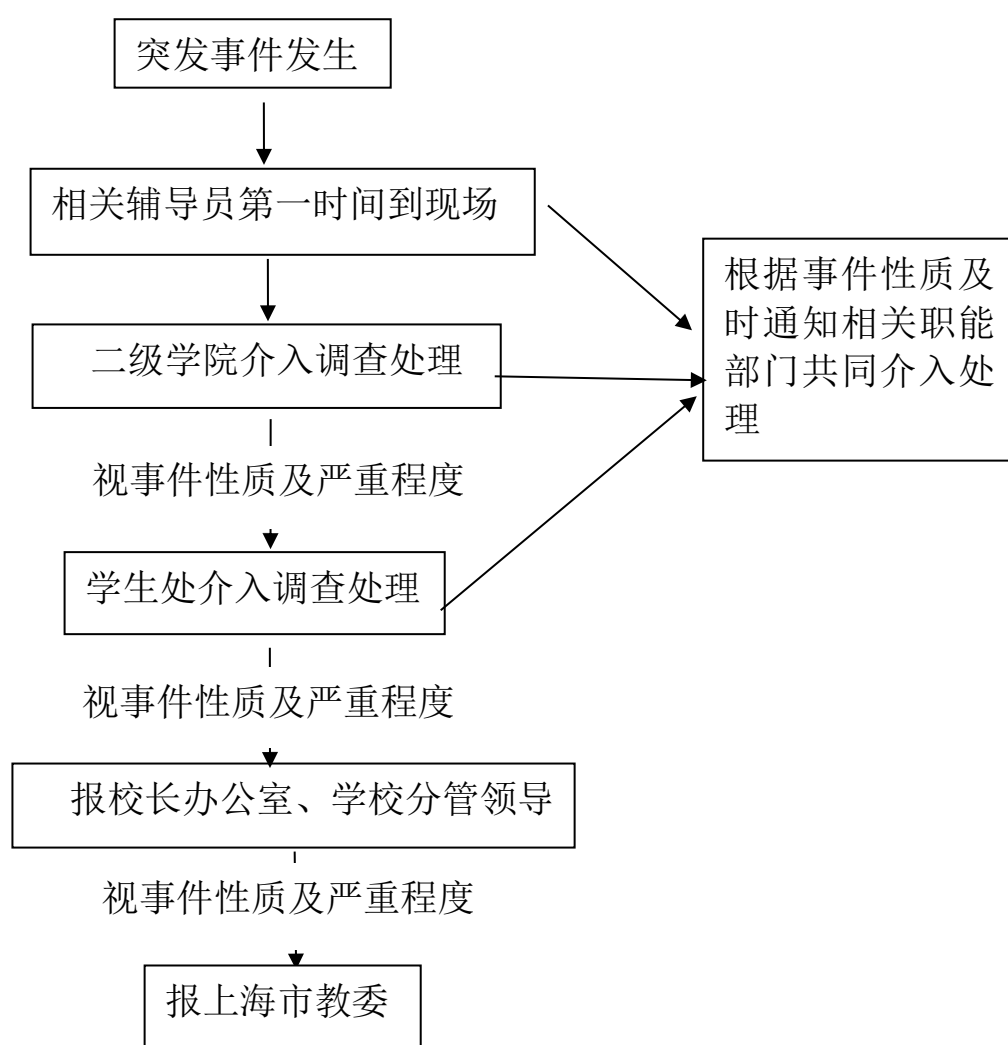 突发事件发生
相关辅导员第一时间到现场
根据事件性质及
时通知相关职能
部门共同介入处
理
二级学院介入调查处理
视事件性质及严重程度
学生处介入调查处理
视事件性质及严重程度
报校长办公室、学校分管领导
视事件性质及严重程度
报上海市教委